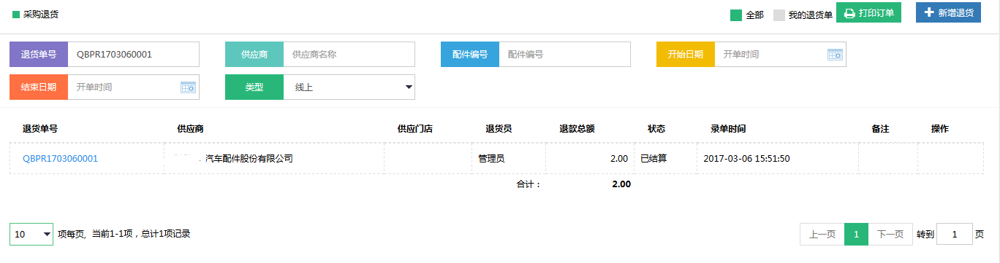 采购退货 全部 我的退货单 打印订单 新增退货
退货单号 QBPR1703060001 供应商 供应商名称 配件编号 配件编号 开始日期 开单时间
结束日期 开单时间 类型 线上
退货单号 供应商 供应门店 退货员 退款总额 状态 录单时间 备注 操作
QBPR1703060001 汽车配件股份有限公司 管理员 2.00 已结算 2017-03-06 15:51:50
合计： 2.00
10 项每页, 当前1-1项，总计1项记录 上一页 1 下一页 转到 1 页